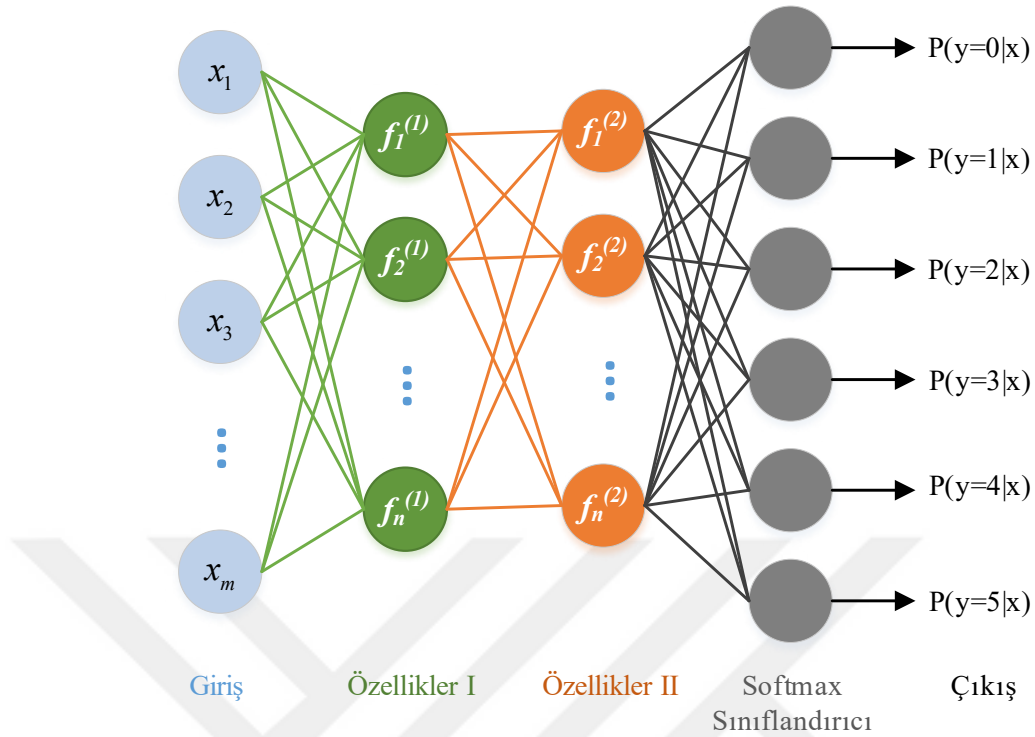 x₁
x₂
x₃
xₘ
f₁⁽¹⁾
f₂⁽¹⁾
fₙ⁽¹⁾
f₁⁽²⁾
f₂⁽²⁾
fₙ⁽²⁾
P(y=0|x)
P(y=1|x)
P(y=2|x)
P(y=3|x)
P(y=4|x)
P(y=5|x)
Giriş
Özellikler I
Özellikler II
Softmax
Sınıflandırıcı
Çıkış